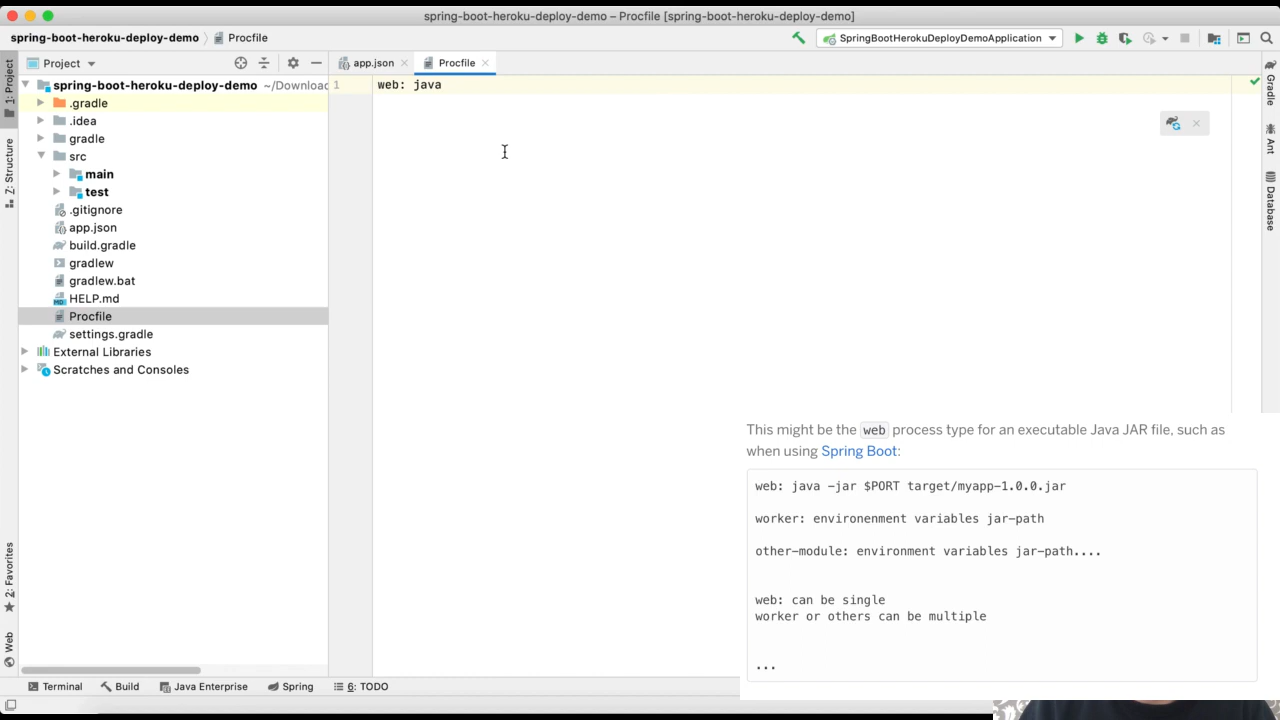 spring-boot-heroku-deploy-demo – Procfile [spring-boot-heroku-deploy-demo]
spring-boot-heroku-deploy-demo
Procfile
SpringBootHerokuDeployDemoApplication
1: Project
Project
app.json
Procfile
Gradle
spring-boot-heroku-deploy-demo ~/Downloac
1
web: java
.gradle
.idea
gradle
src
main
test
.gitignore
app.json
build.gradle
gradlew
gradlew.bat
HELP.md
Procfile
settings.gradle
External Libraries
Scratches and Consoles
Z: Structure
Ant
Database
This might be the web process type for an executable Java JAR file, such as
when using Spring Boot:
web: java -jar $PORT target/myapp-1.0.0.jar
worker: environenment variables jar-path
other-module: environment variables jar-path....
web: can be single
worker or others can be multiple
...
2: Favorites
Web
Terminal
Build
Java Enterprise
Spring
6: TODO